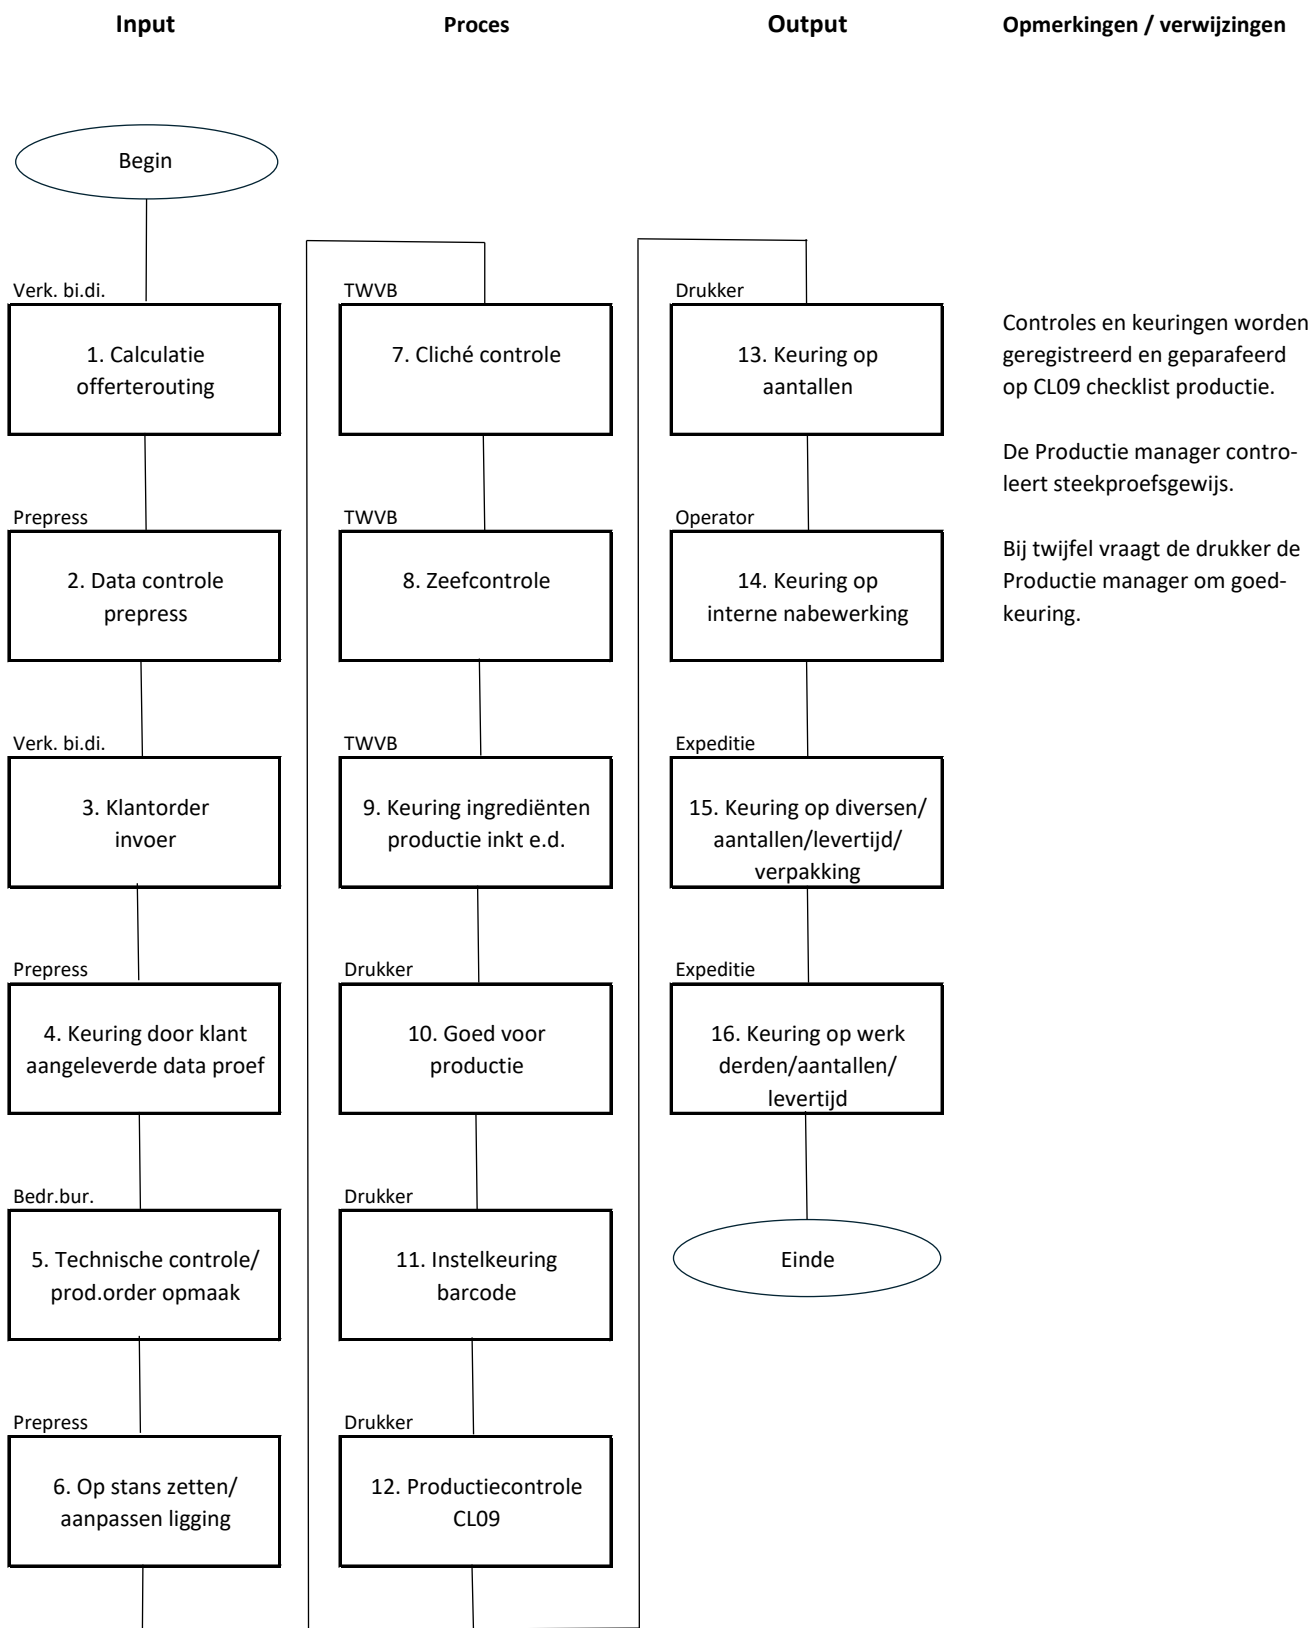 Input
Proces
Output
Opmerkingen / verwijzingen
Begin
Verk. bi.di.
1. Calculatie
offerterouting
Prepress
2. Data controle
prepress
Verk. bi.di.
3. Klantorder
invoer
Prepress
4. Keuring door klant
aangeleverde data proef
Bedr.bur.
5. Technische controle/
prod.order opmaak
Prepress
6. Op stans zetten/
aanpassen ligging
TWVB
7. Cliché controle
TWVB
8. Zeefcontrole
TWVB
9. Keuring ingrediënten
productie inkt e.d.
Drukker
10. Goed voor
productie
Drukker
11. Instelkeuring
barcode
Drukker
12. Productiecontrole
CL09
Drukker
13. Keuring op
aantallen
Operator
14. Keuring op
interne nabewerking
Expeditie
15. Keuring op diversen/
aantallen/levertijd/
verpakking
Expeditie
16. Keuring op werk
derden/aantallen/
levertijd
Einde
Controles en keuringen worden
geregistreerd en geparafeerd
op CL09 checklist productie.
De Productie manager contro-
leert steekproefsgewijs.
Bij twijfel vraagt de drukker de
Productie manager om goed-
keuring.